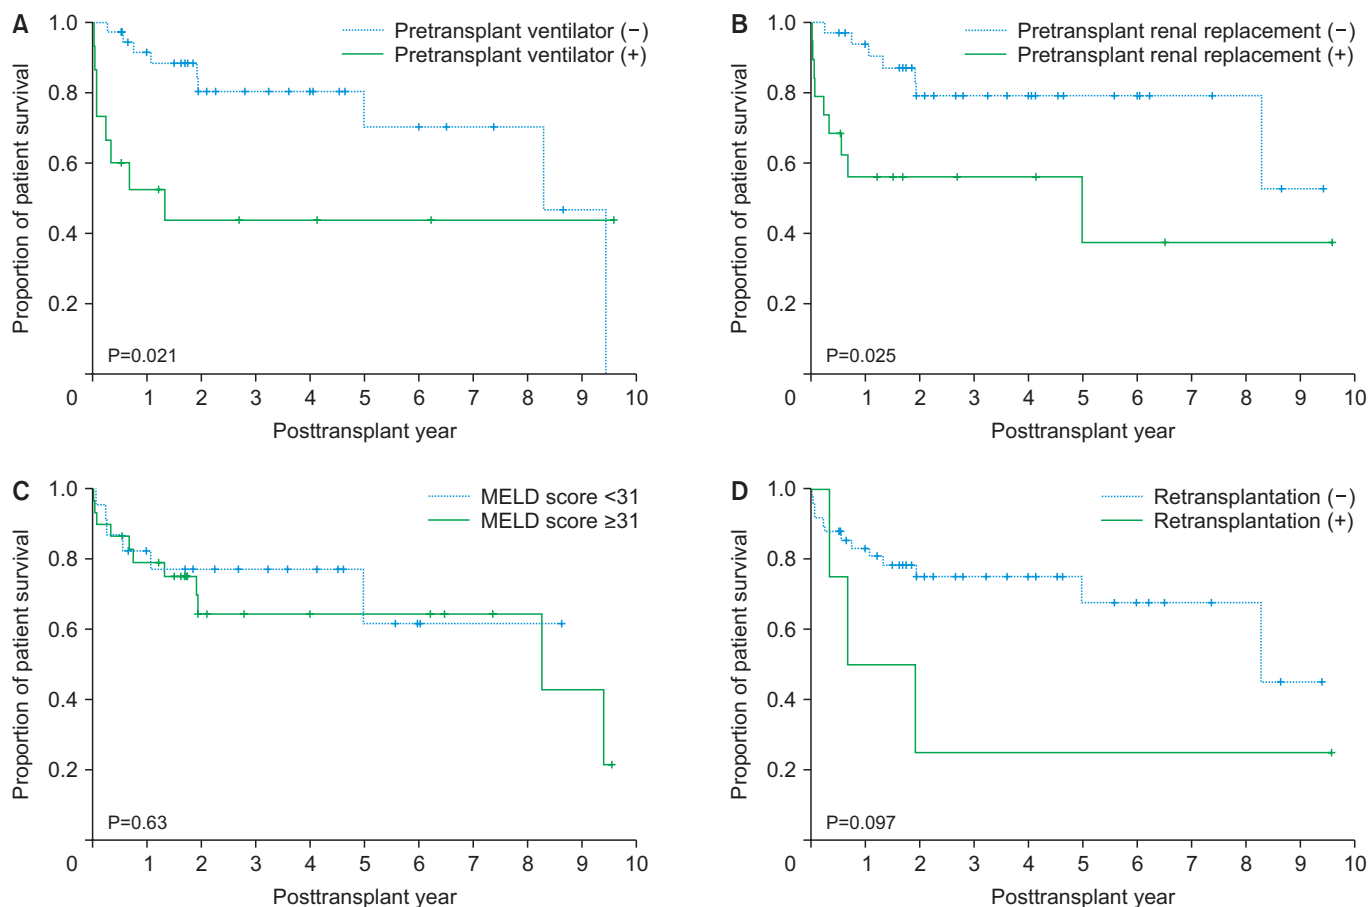 A
Pretransplant ventilator (−)
Pretransplant ventilator (+)
Proportion of patient survival
1.0
0.8
0.6
0.4
0.2
P=0.021
0 1 2 3 4 5 6 7 8 9 10
Posttransplant year
B
Pretransplant renal replacement (−)
Pretransplant renal replacement (+)
Proportion of patient survival
1.0
0.8
0.6
0.4
0.2
P=0.025
0 1 2 3 4 5 6 7 8 9 10
Posttransplant year
C
MELD score <31
MELD score ≥31
Proportion of patient survival
1.0
0.8
0.6
0.4
0.2
P=0.63
0 1 2 3 4 5 6 7 8 9 10
Posttransplant year
D
Retransplantation (−)
Retransplantation (+)
Proportion of patient survival
1.0
0.8
0.6
0.4
0.2
P=0.097
0 1 2 3 4 5 6 7 8 9 10
Posttransplant year